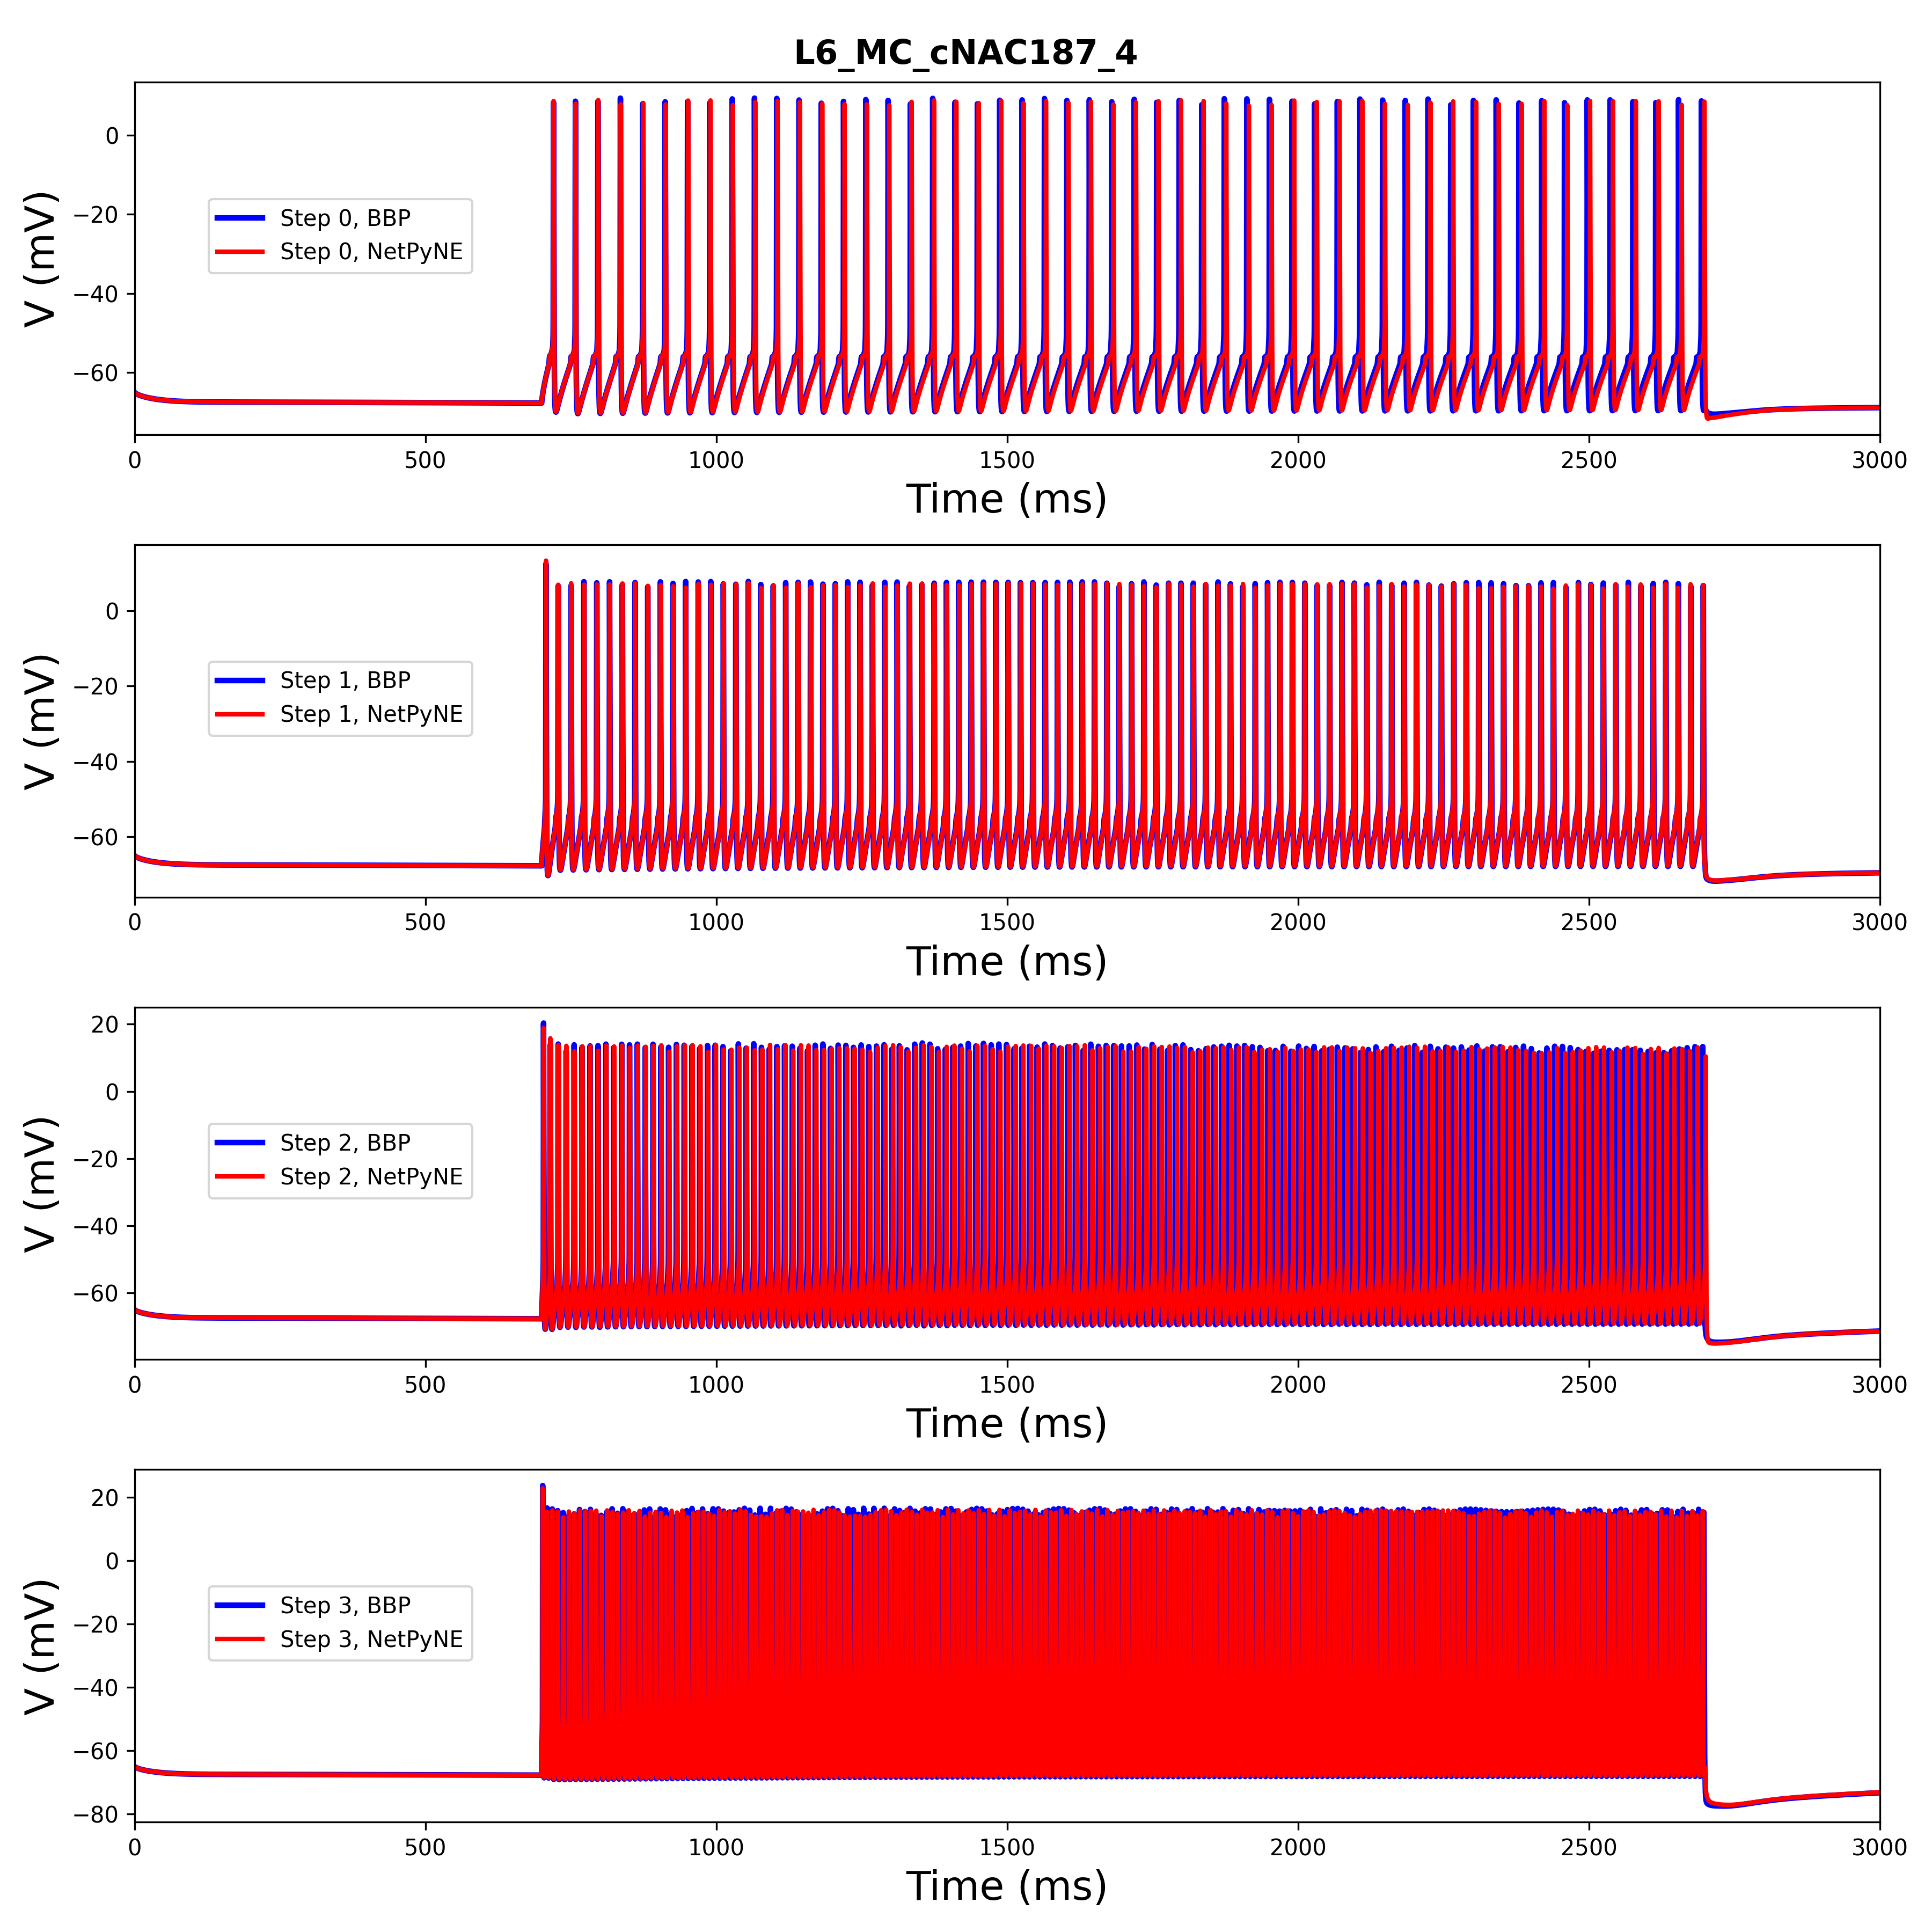 L6_MC_cNAC187_4
V (mV)
0
−20
−40
−60
Step 0, BBP
Step 0, NetPyNE
0 500 1000 1500 2000 2500 3000
Time (ms)
V (mV)
0
−20
−40
−60
Step 1, BBP
Step 1, NetPyNE
0 500 1000 1500 2000 2500 3000
Time (ms)
V (mV)
20
0
−20
−40
−60
Step 2, BBP
Step 2, NetPyNE
0 500 1000 1500 2000 2500 3000
Time (ms)
V (mV)
20
0
−20
−40
−60
−80
Step 3, BBP
Step 3, NetPyNE
0 500 1000 1500 2000 2500 3000
Time (ms)